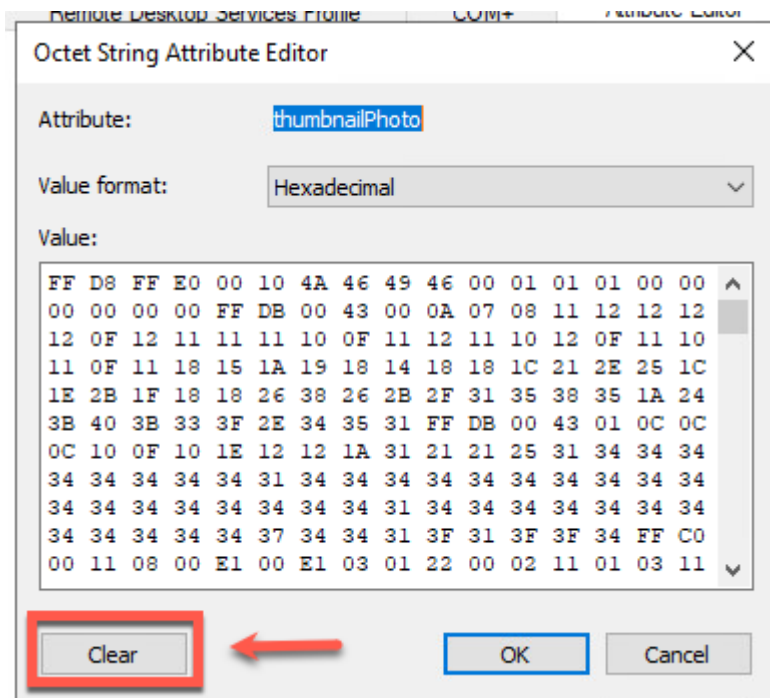 Remote Desktop Services Profile COM+ Attribute Editor
Octet String Attribute Editor
Attribute: thumbnailPhoto
Value format: Hexadecimal
Value:
FF D8 FF E0 00 10 4A 46 49 46 00 01 01 01 00 00
00 00 00 00 FF DB 00 43 00 0A 07 08 11 12 12 12
12 0F 12 11 11 11 10 0F 11 12 11 10 12 0F 11 10
11 0F 11 18 15 1A 19 18 14 18 18 1C 21 2E 25 1C
1E 2B 1F 18 18 26 38 26 2B 2F 31 35 38 35 1A 24
3B 40 3B 33 3F 2E 34 35 31 FF DB 00 43 01 0C 0C
0C 10 0F 10 1E 12 12 1A 31 21 21 25 31 34 34 34
34 34 34 34 34 31 34 34 34 34 34 34 34 34 34 34
34 34 34 34 34 34 34 34 31 34 34 34 34 34 34 34
34 34 34 34 34 37 34 34 31 3F 31 3F 3F 34 FF C0
00 11 08 00 E1 00 E1 03 01 22 00 02 11 01 03 11
Clear OK Cancel